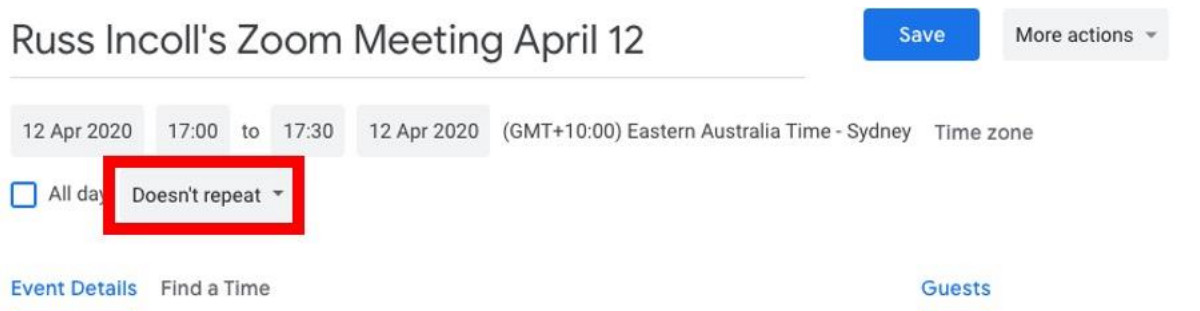 Russ Incoll's Zoom Meeting April 12 Save More actions
12 Apr 2020 17:00 to 17:30 12 Apr 2020 (GMT+10:00) Eastern Australia Time - Sydney Time zone
All day Doesn't repeat
Event Details Find a Time Guests